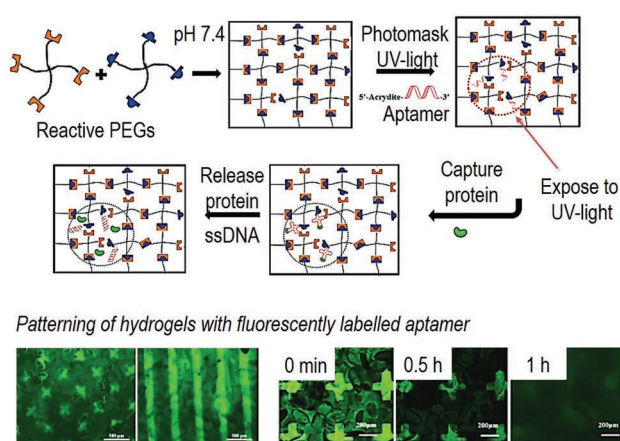 pH 7.4
Photomask
UV-light
5'-Acrydite-
-3'
Aptamer
+
Reactive PEGs
Release
protein
ssDNA
Capture
protein
Expose to
UV-light
Patterning of hydrogels with fluorescently labelled aptamer
0 min
0.5 h
1 h
500μm
200μm
200μm
200μm